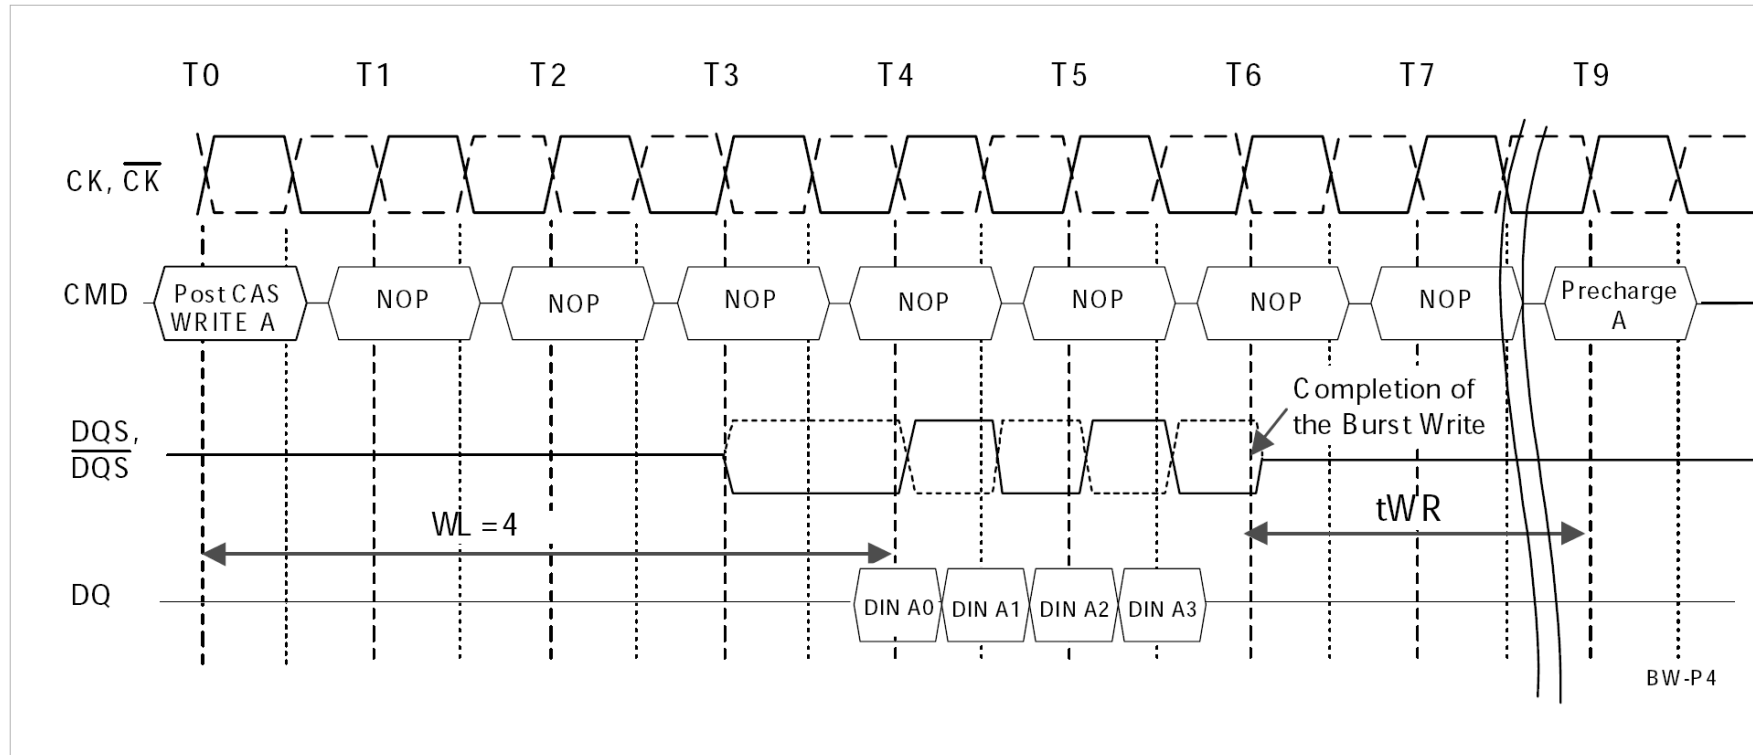 T0 T1 T2 T3 T4 T5 T6 T7 T9
CK, CK
CMD
Post CAS
WRITE A
NOP NOP NOP NOP NOP NOP NOP
Precharge
A
DQS,
DQS
Completion of
the Burst Write
WL = 4
tWR
DQ
DIN A0 DIN A1 DIN A2 DIN A3
BW-P4